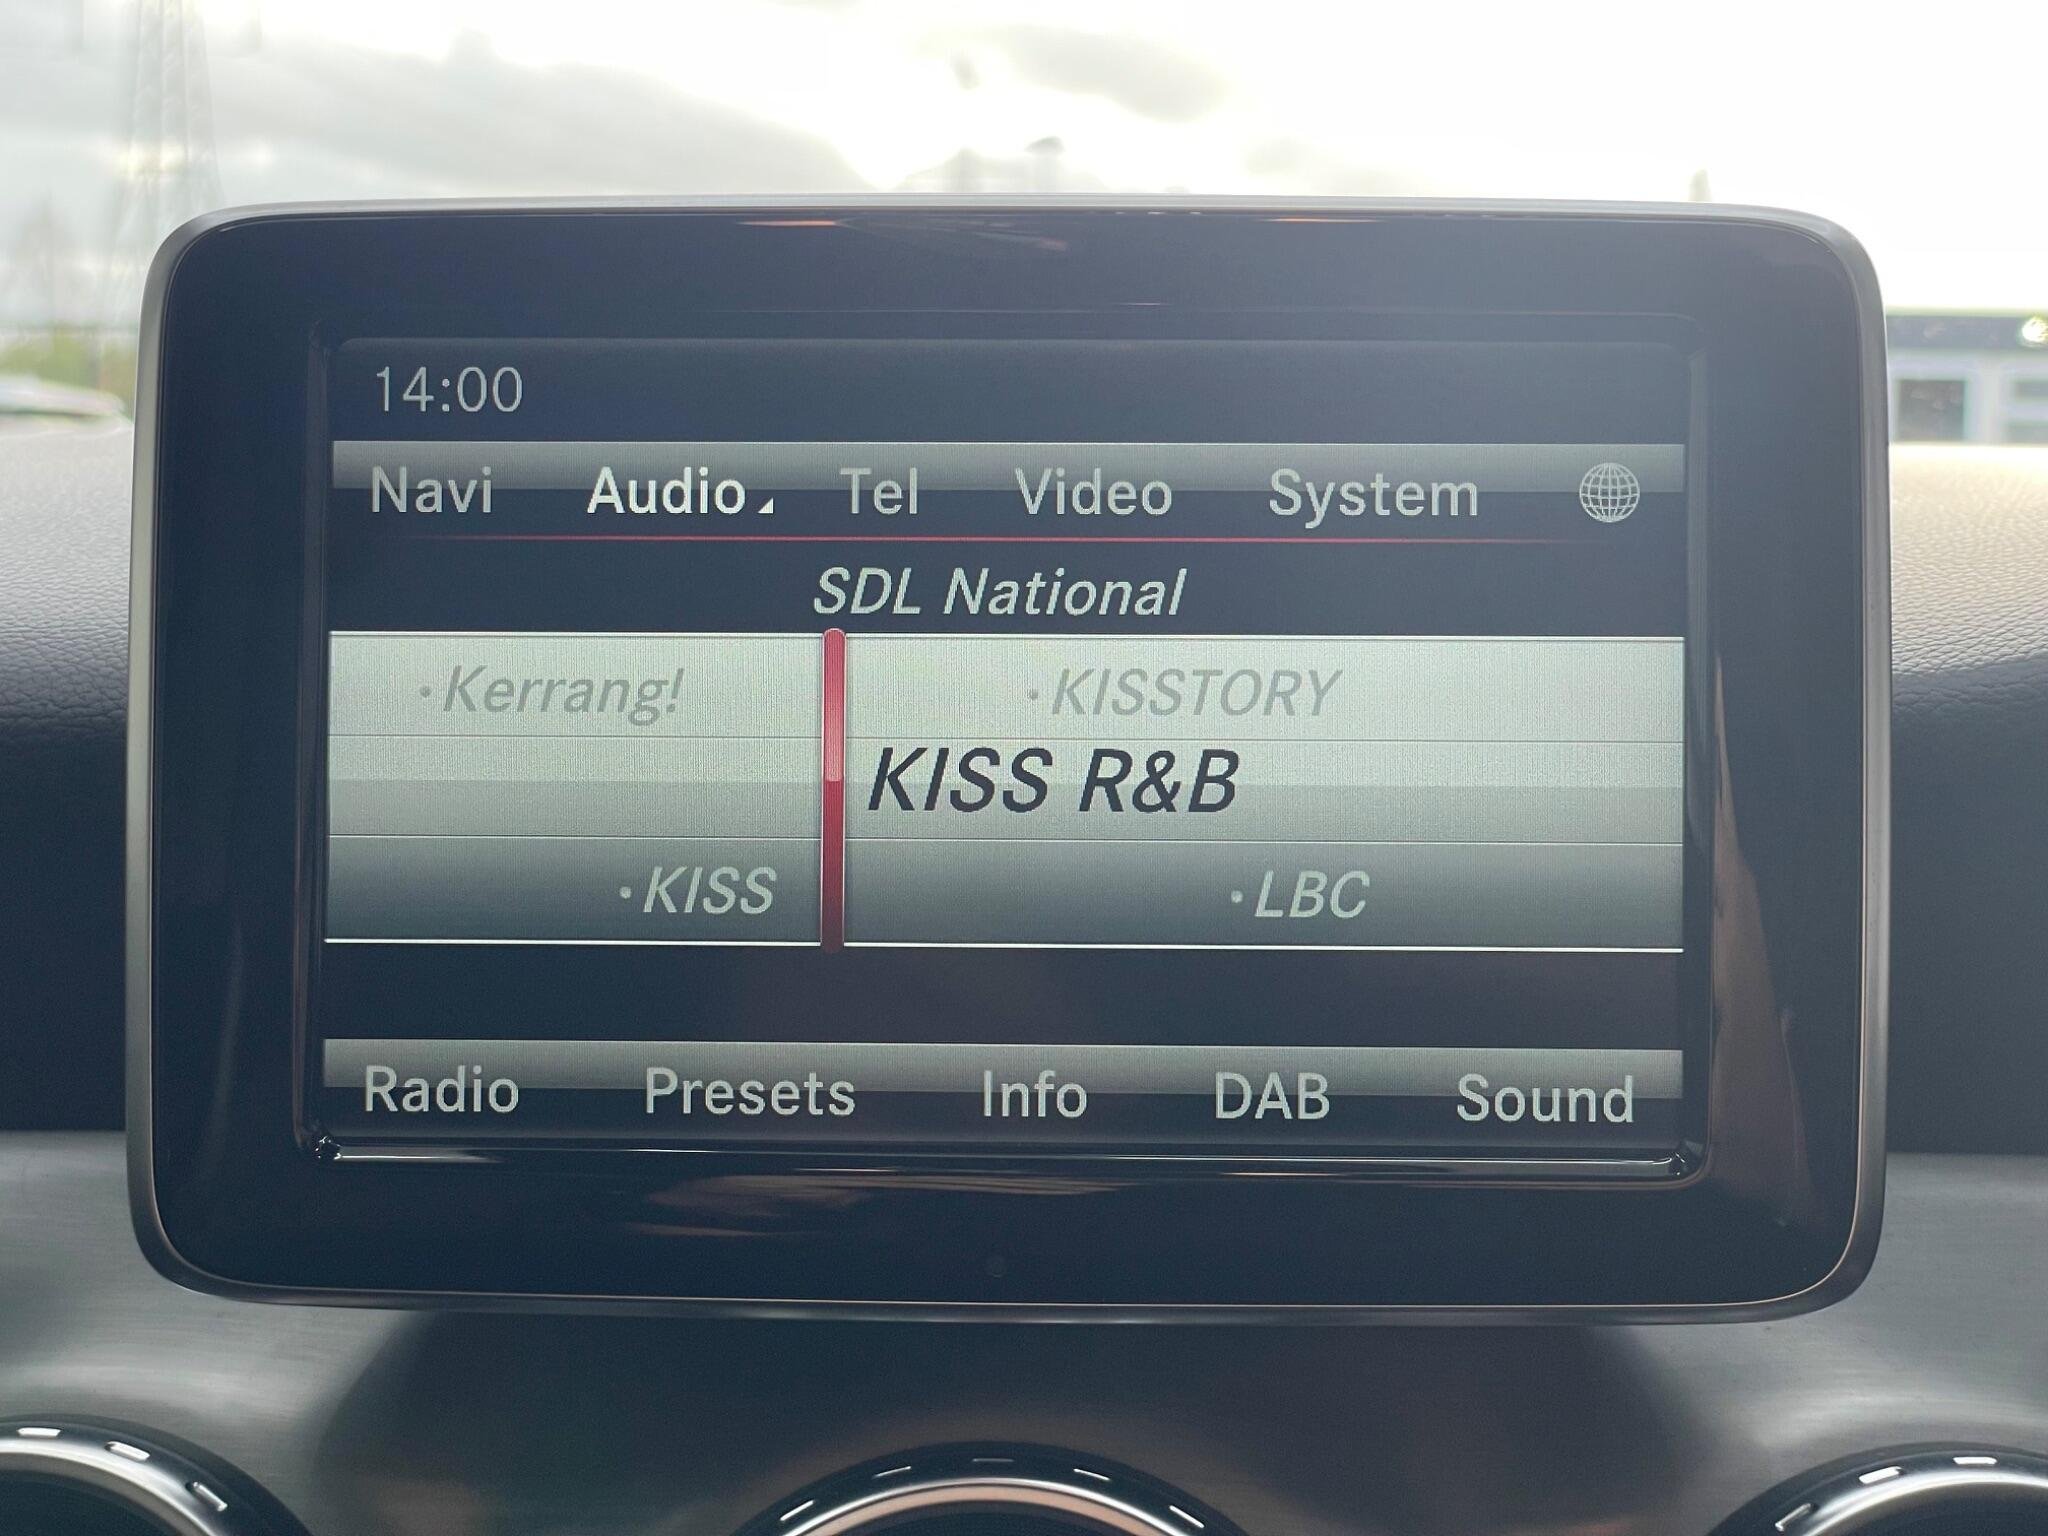 14:00
Navi Audio Tel Video System
SDL National
·Kerrang! ·KISSTORY
KISS R&B
·KISS ·LBC
Radio Presets Info DAB Sound